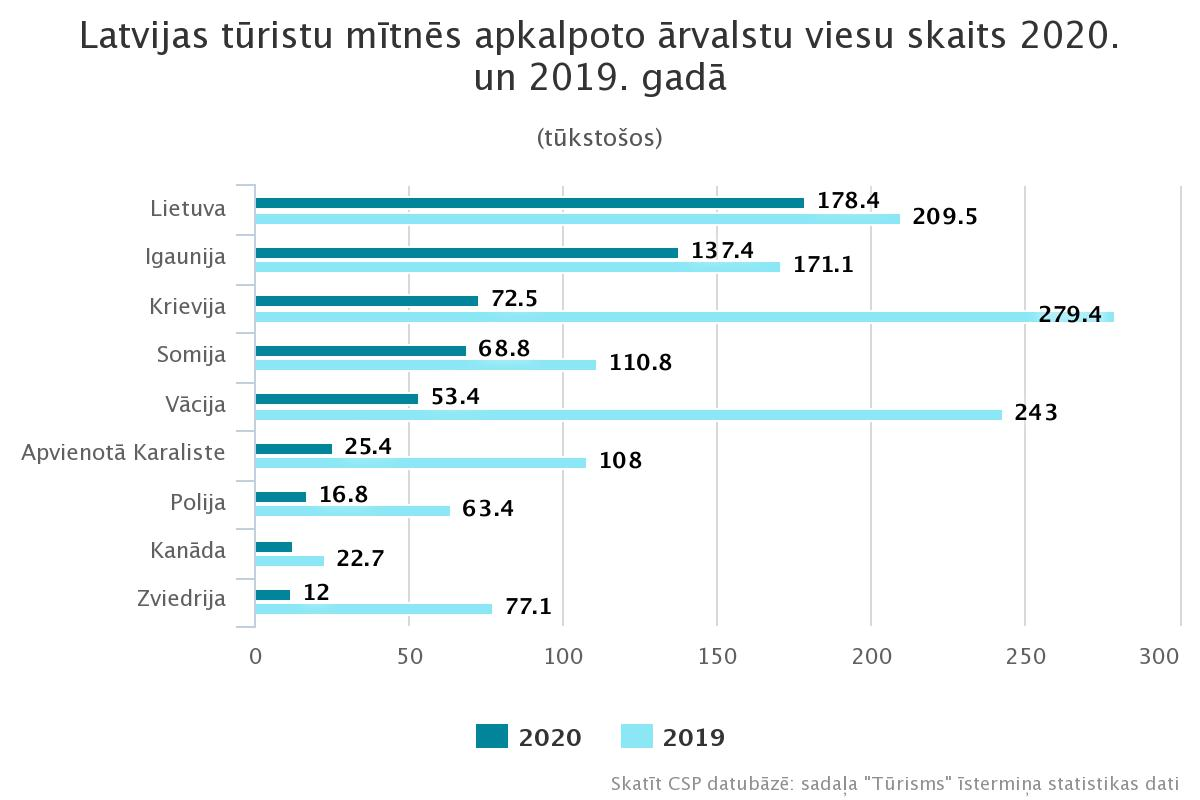 Latvijas tūristu mītnēs apkalpoto ārvalstu viesu skaits 2020.
un 2019. gadā
(tūkstošos)
Lietuva 178.4 209.5
Igaunija 137.4 171.1
Krievija 72.5 279.4
Somija 68.8 110.8
Vācija 53.4 243
Apvienotā Karaliste 25.4 108
Polija 16.8 63.4
Kanāda 22.7
Zviedrija 12 77.1
0 50 100 150 200 250 300
2020 2019
Skatīt CSP datubāzē: sadaļa "Tūrisms" īstermiņa statistikas dati